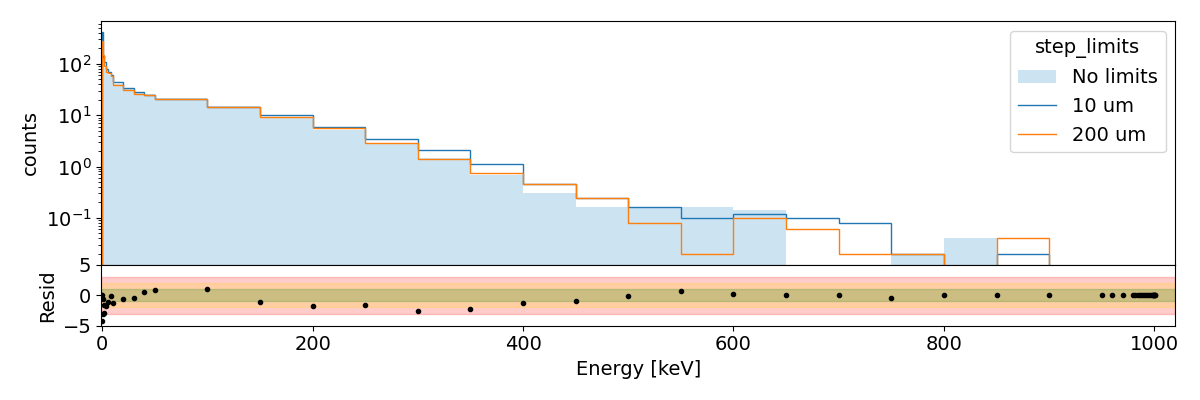 step_limits
No limits
10 um
200 um
counts
10²
10¹
10⁰
10⁻¹
Resid
5
0
−5
0 200 400 600 800 1000
Energy [keV]